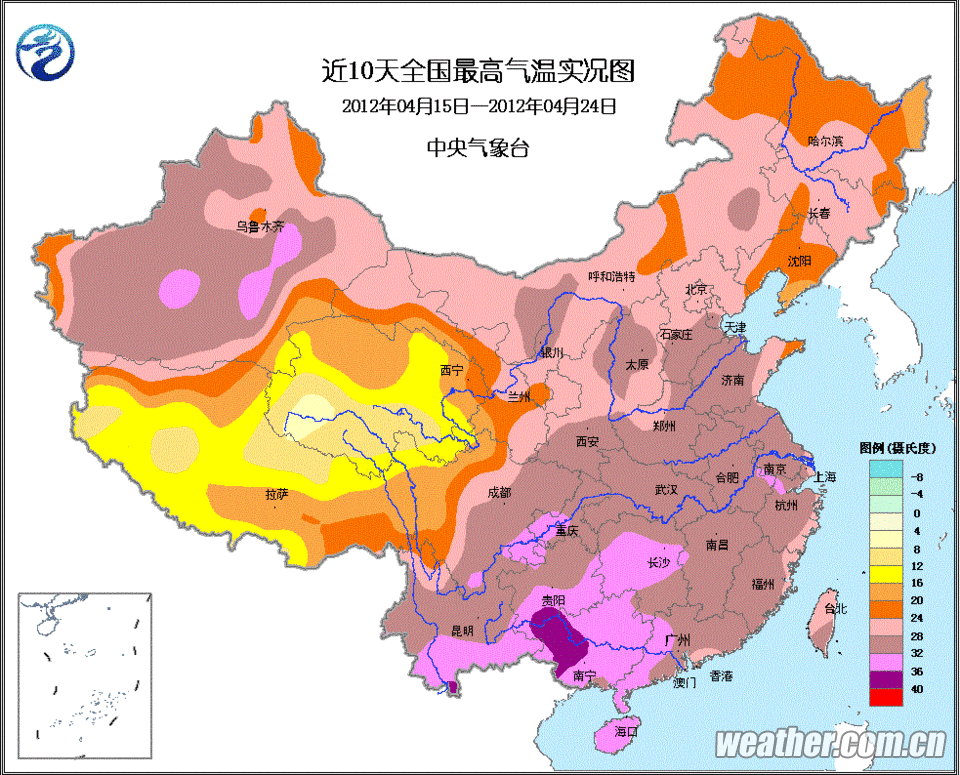 近10天全国最高气温实况图
2012年04月15日—2012年04月24日
中央气象台
哈尔滨
长春
乌鲁木齐
沈阳
呼和浩特
北京
天津
石家庄
银川
太原
西宁
济南
兰州
郑州
西安
图例(摄氏度)
合肥
南京
上海
-8
成都
武汉
拉萨
-4
杭州
0
重庆
4
南昌
8
长沙
12
福州
16
贵阳
20
台北
24
昆明
28
广州
32
南宁
36
澳门
香港
40
海口
weather.com.cn